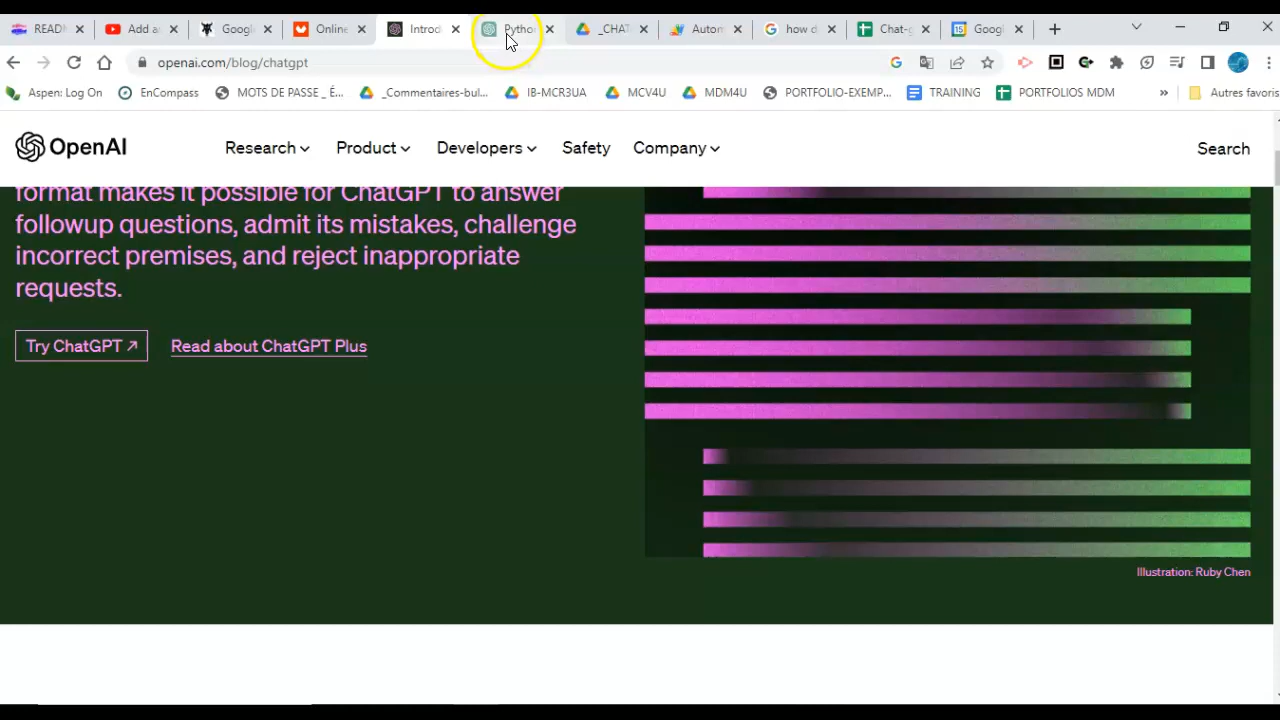 READM Add a Googl Online Introd Pytho _CHAT Autom how d Chat-g Googl
openai.com/blog/chatgpt
Aspen: Log On EnCompass MOTS DE PASSE _ É... _Commentaires-bul... IB-MCR3UA MCV4U MDM4U PORTFOLIO-EXEMP... TRAINING PORTFOLIOS MDM » Autres favoris
OpenAI Research Product Developers Safety Company Search
format makes it possible for ChatGPT to answer
followup questions, admit its mistakes, challenge
incorrect premises, and reject inappropriate
requests.
Try ChatGPT ↗ Read about ChatGPT Plus
Illustration: Ruby Chen